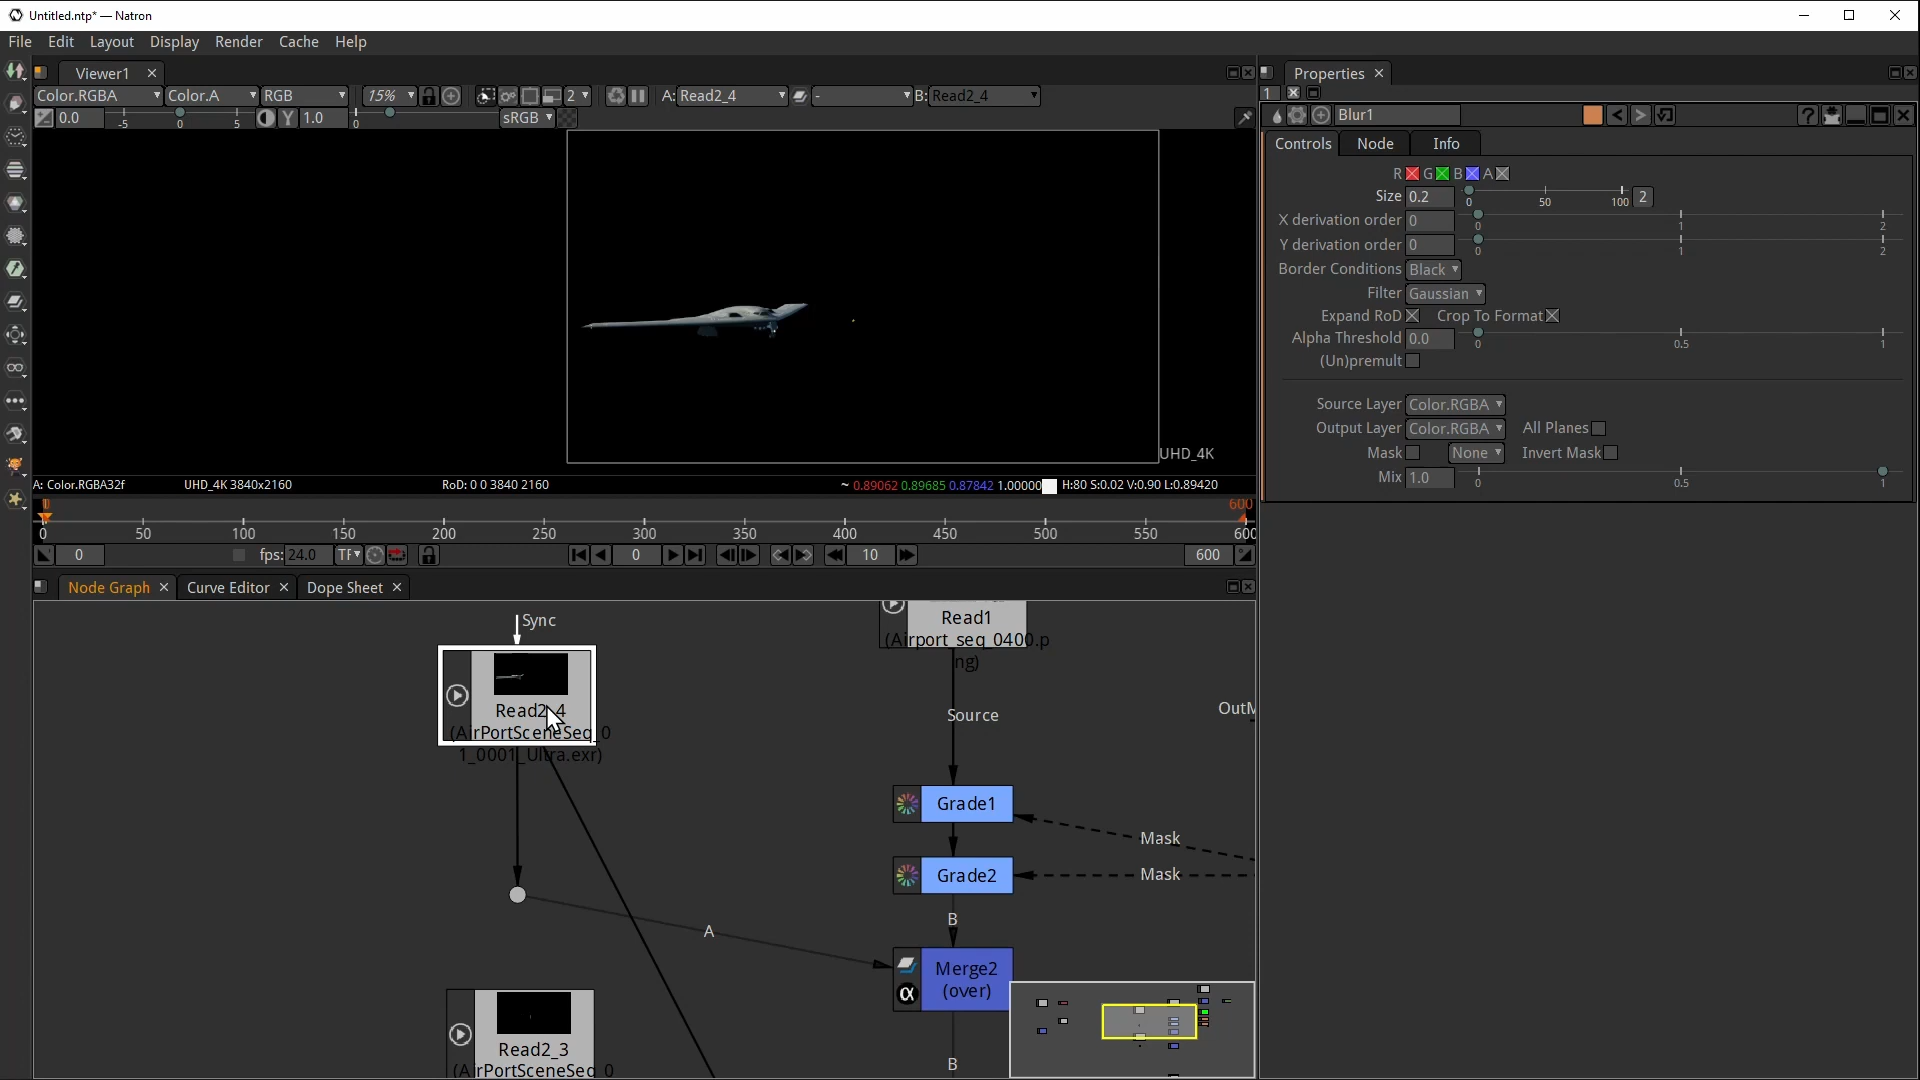 Untitled.ntp* — Natron
File Edit Layout Display Render Cache Help
Viewer1
Properties
Color.RGBA Color.A RGB 15% 2 A: Read2_4 - B: Read2_4
1
0.0 -5 0 5 Y 1.0 0 sRGB
Blur1 ?
Controls Node Info
R G B A
Size 0.2 0 50 100 2
X derivation order 0 0 1 2
Y derivation order 0 0 1 2
Border Conditions Black
Filter Gaussian
Expand RoD Crop To Format
Alpha Threshold 0.0 0 0.5 1
(Un)premult
Source Layer Color.RGBA
Output Layer Color.RGBA All Planes
Mask None Invert Mask
Mix 1.0 0 0.5 1
UHD_4K
A: Color.RGBA32f UHD_4K 3840x2160 RoD: 0 0 3840 2160 ~ 0.89062 0.89685 0.87842 1.00000 H:80 S:0.02 V:0.90 L:0.89420
600
0 50 100 150 200 250 300 350 400 450 500 550 600
0 fps: 24.0 TF 0 10 600
Node Graph Curve Editor Dope Sheet
Sync
Read2_4
(AirPortSceneSeq_0
1_0001_Ultra.exr)
Read1
(Airport_seq_0400.p
ng)
Source
OutM
Grade1
Mask
Grade2
Mask
B
A
Merge2
(over)
α
B
Read2_3
(AirPortSceneSeq_0